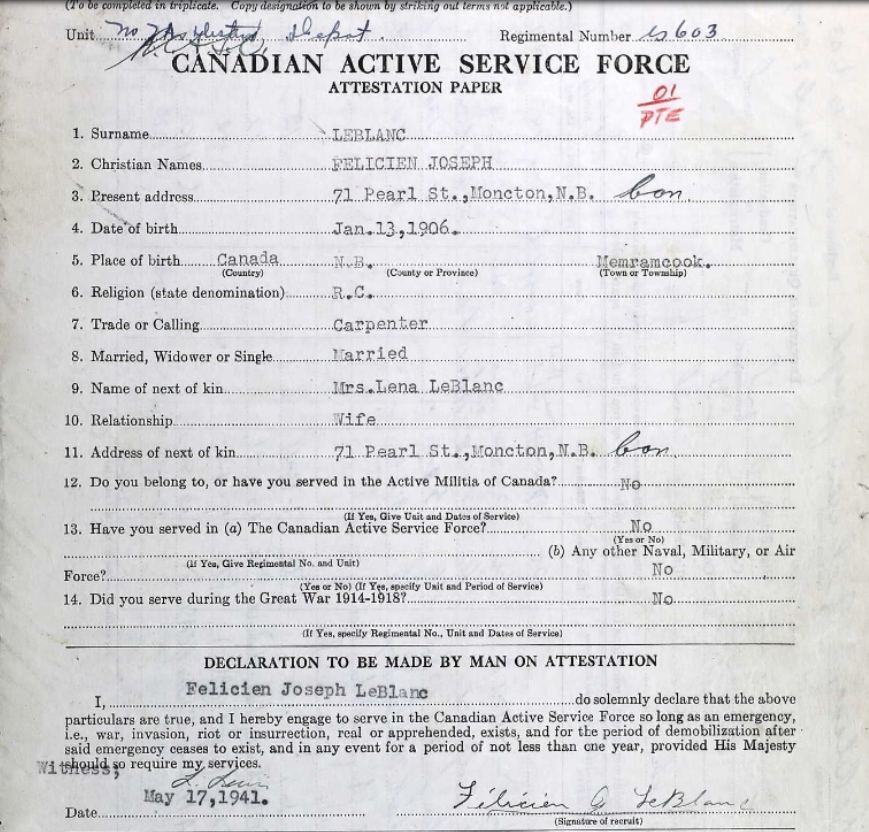 (To be completed in triplicate. Copy designation to be shown by striking out terms not applicable.)
Unit No 7 Depot. Regimental Number 603
CANADIAN ACTIVE SERVICE FORCE
ATTESTATION PAPER
01
PTE
1. Surname LEBLANC
2. Christian Names FELICIEN JOSEPH
3. Present address 71 Pearl St.,Moncton,N.B.
4. Date of birth Jan.13,1906.
5. Place of birth Canada N.B. Memramcook.
(Country) (County or Province) (Town or Township)
6. Religion (state denomination) R.C.
7. Trade or Calling Carpenter
8. Married, Widower or Single Married
9. Name of next of kin Mrs.Lena LeBlanc
10. Relationship Wife
11. Address of next of kin 71 Pearl St.,Moncton,N.B.
12. Do you belong to, or have you served in the Active Militia of Canada? No
(If Yes, Give Unit and Dates of Service)
13. Have you served in (a) The Canadian Active Service Force? No
(Yes or No)
(b) Any other Naval, Military, or Air
(If Yes, Give Regimental No. and Unit)
Force? No
(Yes or No) (If Yes, specify Unit and Period of Service)
14. Did you serve during the Great War 1914-1918? No
(If Yes, specify Regimental No., Unit and Dates of Service)
DECLARATION TO BE MADE BY MAN ON ATTESTATION
I, Felicien Joseph LeBlanc do solemnly declare that the above
particulars are true, and I hereby engage to serve in the Canadian Active Service Force so long as an emergency,
i.e., war, invasion, riot or insurrection, real or apprehended, exists, and for the period of demobilization after
said emergency ceases to exist, and in any event for a period of not less than one year, provided His Majesty
should so require my services.
Witness;
Date May 17,1941. Félicien J LeBlanc
(Signature of recruit)